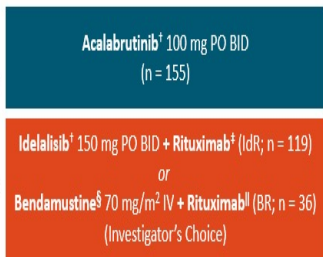 Acalabrutinib† 100 mg PO BID
(n = 155)
Idelalisib† 150 mg PO BID + Rituximab‡ (IdR; n = 119)
or
Bendamustine§ 70 mg/m² IV + Rituximab‖ (BR; n = 36)
(Investigator's Choice)